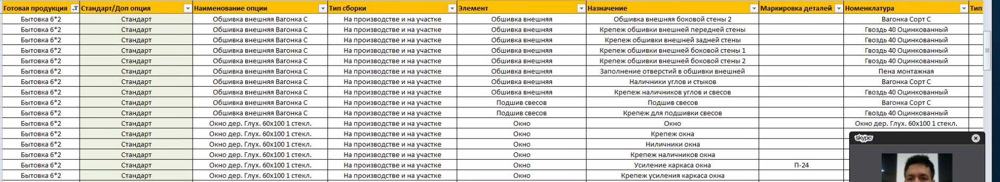 Готовая продукция Стандарт/Доп опция Наименование опции Тип сборки Элемент Назначение Маркировка деталей Номенклатура Тип
Бытовка 6*2 Стандарт Обшивка внешняя Вагонка С На производстве и на участке Обшивка внешняя Обшивка внешняя боковой стены 2 Вагонка Сорт С
Бытовка 6*2 Стандарт Обшивка внешняя Вагонка С На производстве и на участке Обшивка внешняя Крепеж обшивки внешней передней стены Гвоздь 40 Оцинкованный
Бытовка 6*2 Стандарт Обшивка внешняя Вагонка С На производстве и на участке Обшивка внешняя Крепеж обшивки внешней задней стены Гвоздь 40 Оцинкованный
Бытовка 6*2 Стандарт Обшивка внешняя Вагонка С На производстве и на участке Обшивка внешняя Крепеж обшивки внешней боковой стены 1 Гвоздь 40 Оцинкованный
Бытовка 6*2 Стандарт Обшивка внешняя Вагонка С На производстве и на участке Обшивка внешняя Крепеж обшивки внешней боковой стены 2 Гвоздь 40 Оцинкованный
Бытовка 6*2 Стандарт Обшивка внешняя Вагонка С На производстве и на участке Обшивка внешняя Заполнение отверстий в обшивки внешней Пена монтажная
Бытовка 6*2 Стандарт Обшивка внешняя Вагонка С На производстве и на участке Обшивка внешняя Наличники углов и стыков Вагонка Сорт С
Бытовка 6*2 Стандарт Обшивка внешняя Вагонка С На производстве и на участке Обшивка внешняя Крепеж наличников углов и свесов Гвоздь 40 Оцинкованный
Бытовка 6*2 Стандарт Обшивка внешняя Вагонка С На производстве и на участке Подшив свесов Подшив свесов Вагонка Сорт С
Бытовка 6*2 Стандарт Обшивка внешняя Вагонка С На производстве и на участке Подшив свесов Крепеж для подшивки свесов Гвоздь 40 Оцинкованный
Бытовка 6*2 Стандарт Окно дер. Глух. 60х100 1 стекл. На производстве и на участке Окно Окно Окно дер. Глух. 60х100 1 стекл.
Бытовка 6*2 Стандарт Окно дер. Глух. 60х100 1 стекл. На производстве и на участке Окно Крепеж окна
Бытовка 6*2 Стандарт Окно дер. Глух. 60х100 1 стекл. На производстве и на участке Окно Ниличники окна
Бытовка 6*2 Стандарт Окно дер. Глух. 60х100 1 стекл. На производстве и на участке Окно Крепеж наличников окна
Бытовка 6*2 Стандарт Окно дер. Глух. 60х100 1 стекл. На производстве и на участке Окно Усиление каркаса окна П-24
Бытовка 6*2 Стандарт Окно дер. Глух. 60х100 1 стекл. На производстве и на участке Окно Крепеж усиления каркаса окна
skype